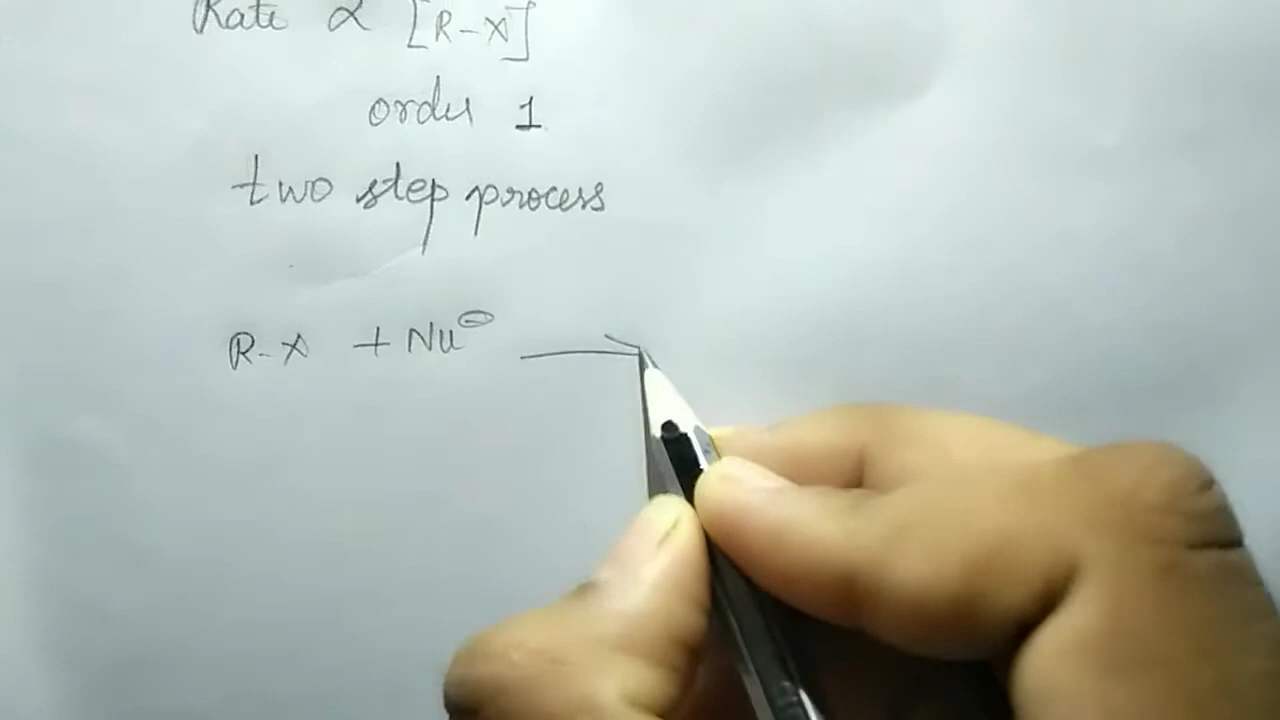 Rate α [R-X]
order 1
two step process
R-X + Nu⊖ →